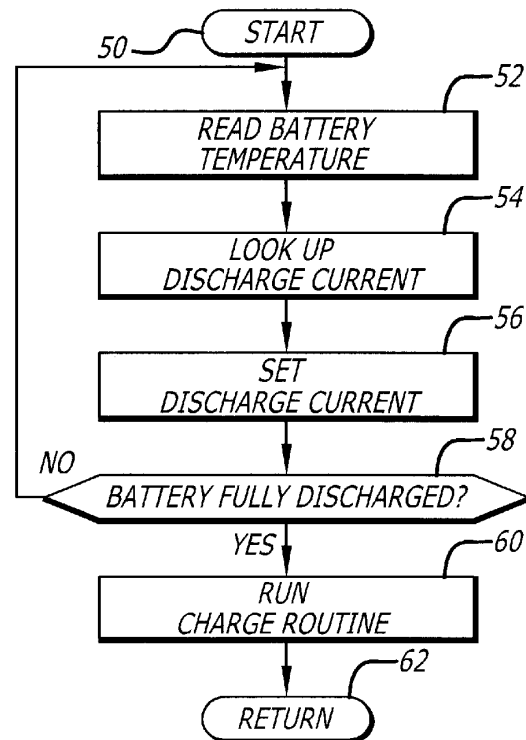 START
50
52
READ BATTERY
TEMPERATURE
54
LOOK UP
DISCHARGE CURRENT
56
SET
DISCHARGE CURRENT
58
NO
BATTERY FULLY DISCHARGED?
YES
60
RUN
CHARGE ROUTINE
62
RETURN